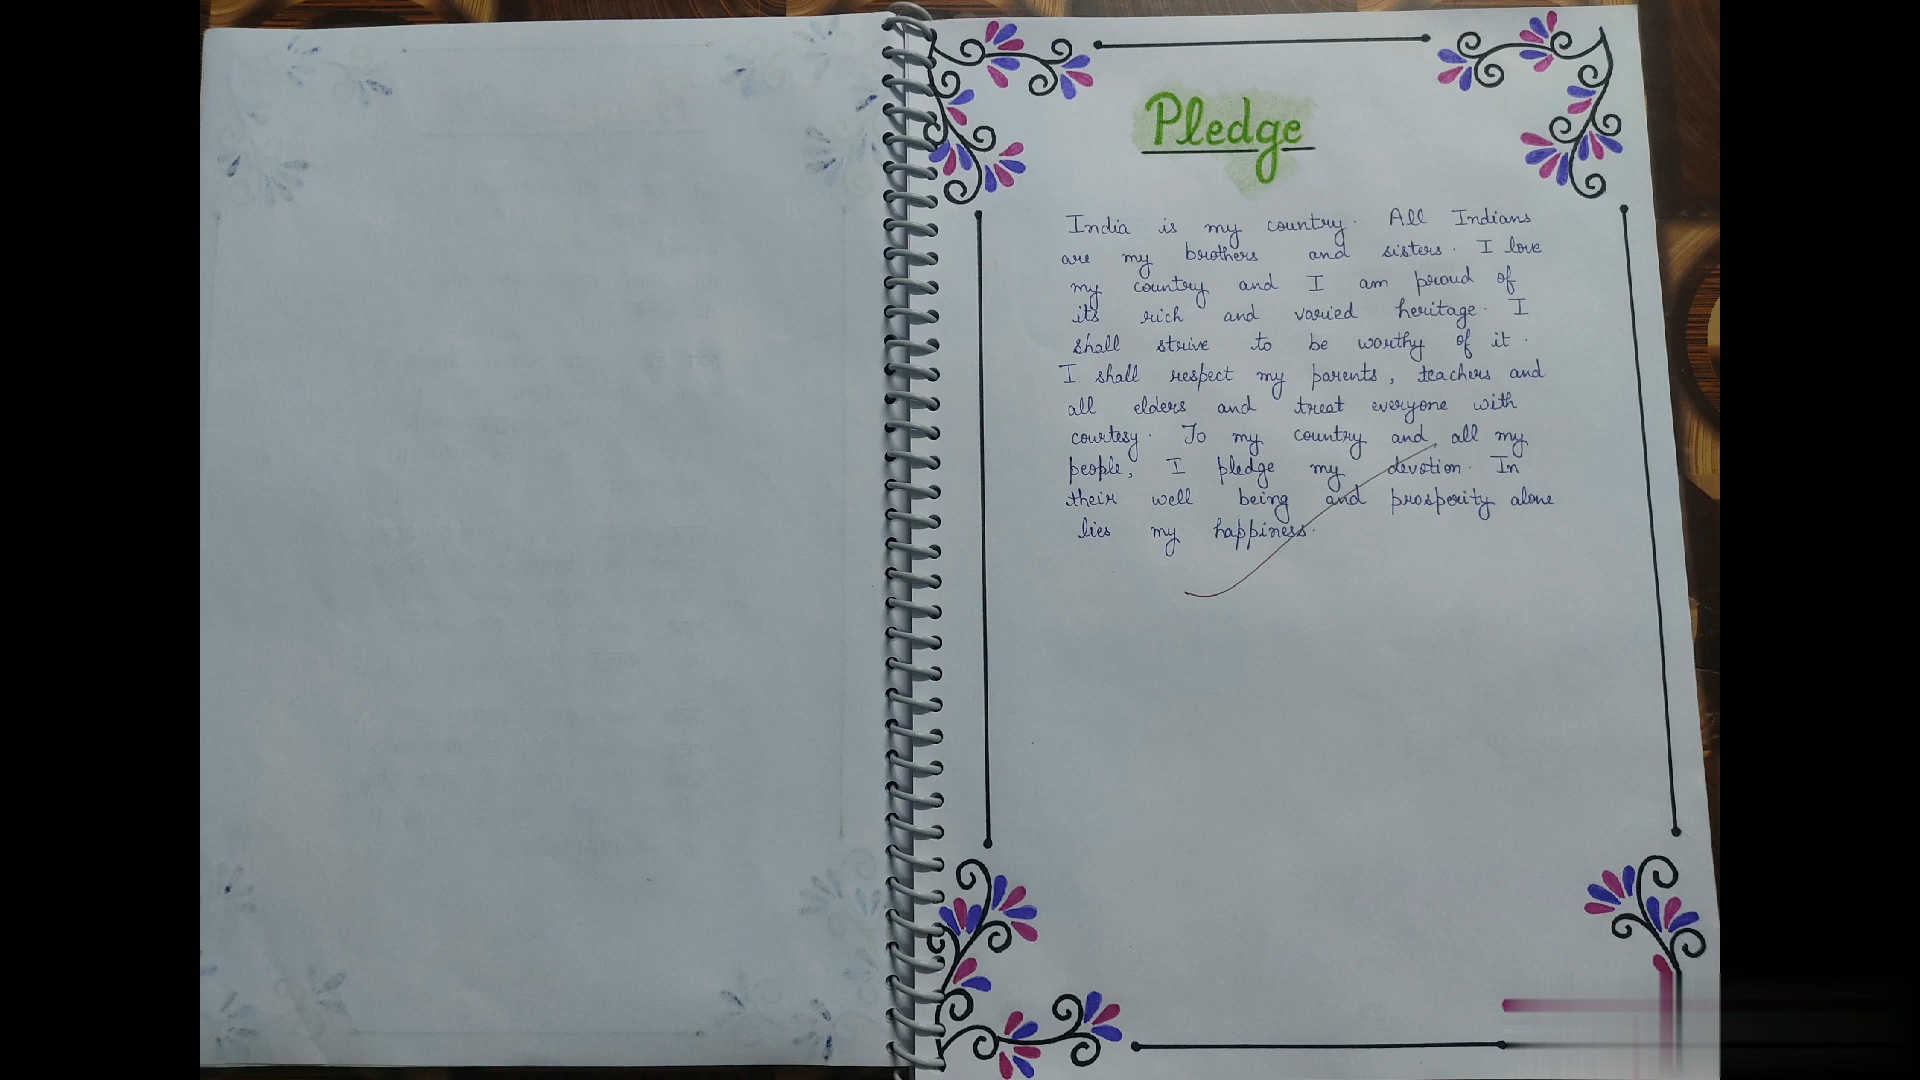 Pledge
India is my country. All Indians
are my brothers and sisters. I love
my country and I am proud of
its rich and varied heritage. I
shall strive to be worthy of it.
I shall respect my parents, teachers and
all elders and treat everyone with
courtesy. To my country and all my
people, I pledge my devotion. In
their well being and prosperity alone
lies my happiness.